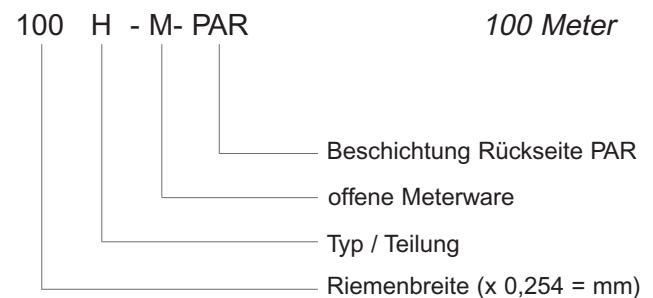 100 H - M- PAR 100 Meter
Beschichtung Rückseite PAR
offene Meterware
Typ / Teilung
Riemenbreite (x 0,254 = mm)